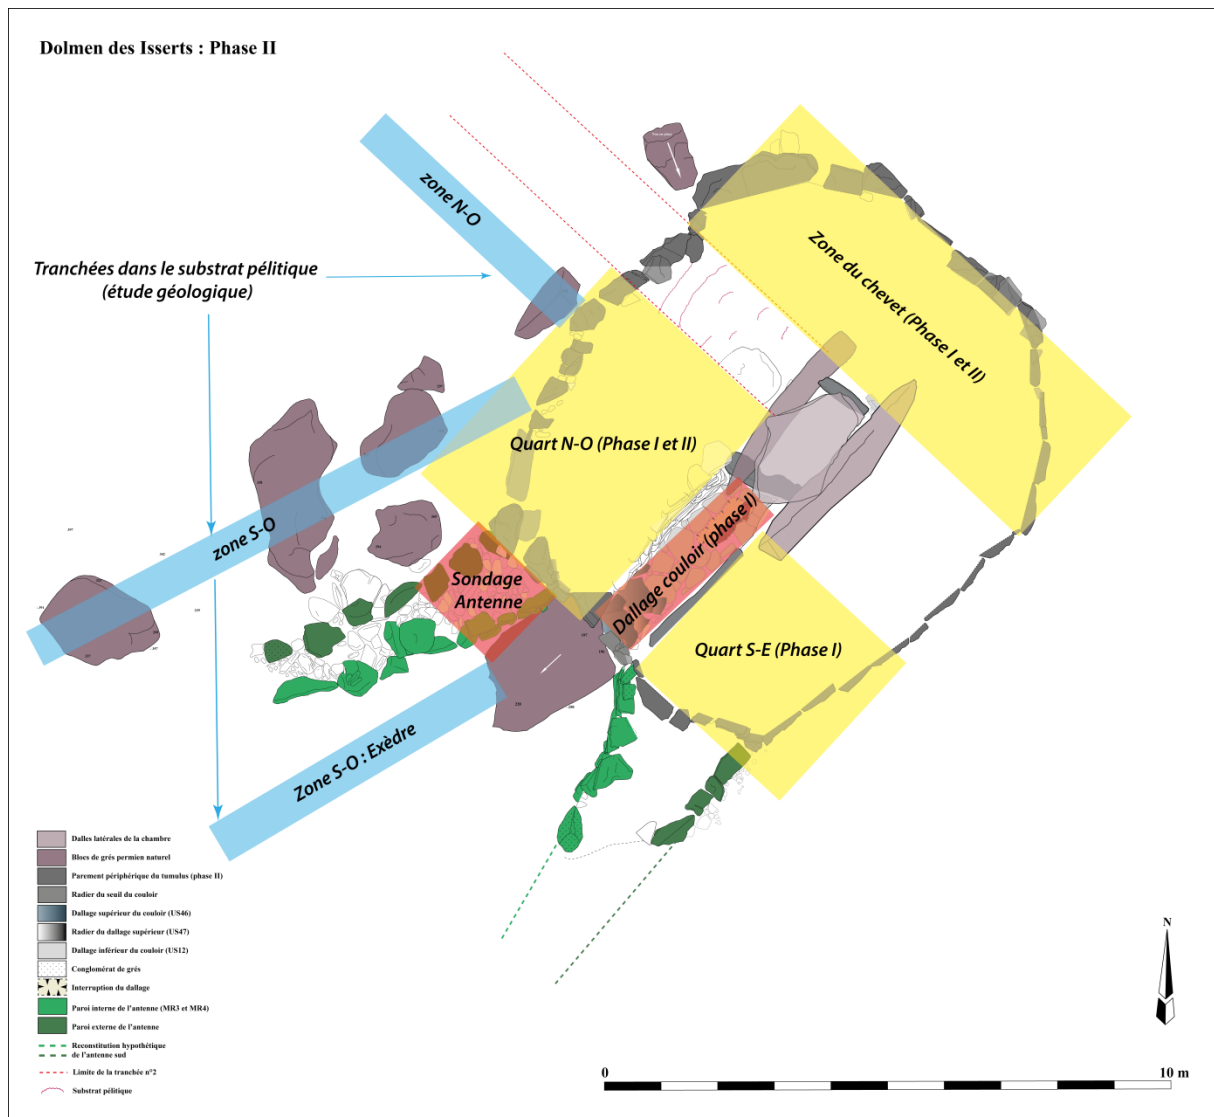 Dolmen des Isserts : Phase II
zone N-O
Tranchées dans le substrat pélitique
(étude géologique)
Zone du chevet (Phase I et II)
Quart N-O (Phase I et II)
zone S-O
Sondage
Antenne
Dallage couloir (phase I)
Quart S-E (Phase I)
Zone S-O : Exèdre
Dalles latérales de la chambre
Blocs de grés permien naturel
Parement périphérique du tumulus (phase II)
Radier du seuil du couloir
Dallage supérieur du couloir (US46)
Radier du dallage supérieur (US47)
Dallage inférieur du couloir (US12)
Conglomérat de grés
Interruption du dallage
Paroi interne de l'antenne (MR3 et MR4)
Paroi externe de l'antenne
Reconstitution hypothétique
de l'antenne sud
Limite de la tranchée n°2
Substrat pélitique
N
0
10 m